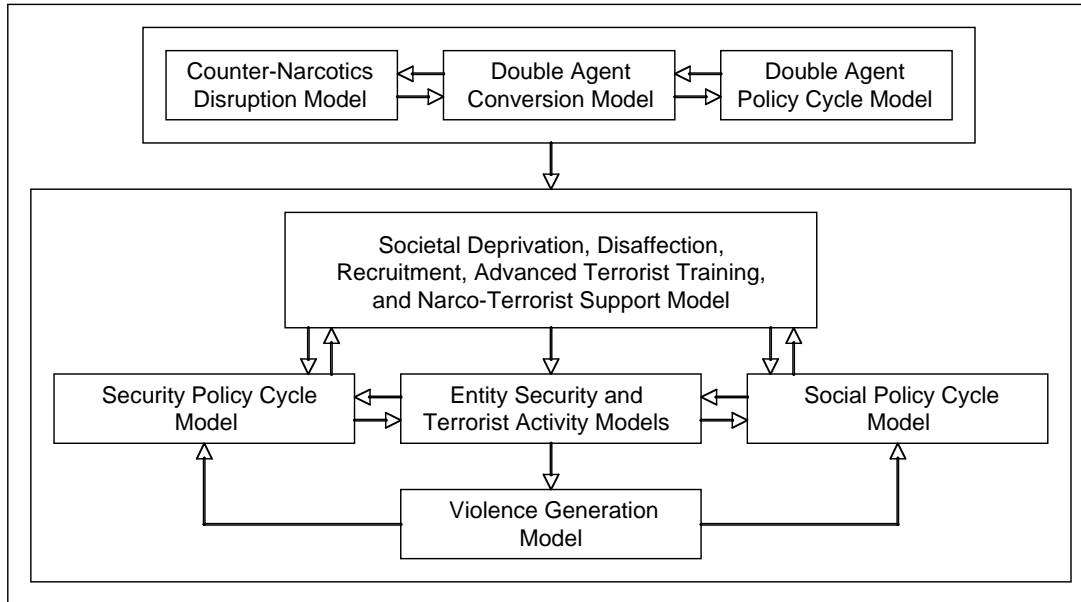 Counter-Narcotics
Disruption Model
Double Agent
Conversion Model
Double Agent
Policy Cycle Model
Societal Deprivation, Disaffection,
Recruitment, Advanced Terrorist Training,
and Narco-Terrorist Support Model
Security Policy Cycle
Model
Entity Security and
Terrorist Activity Models
Social Policy Cycle
Model
Violence Generation
Model